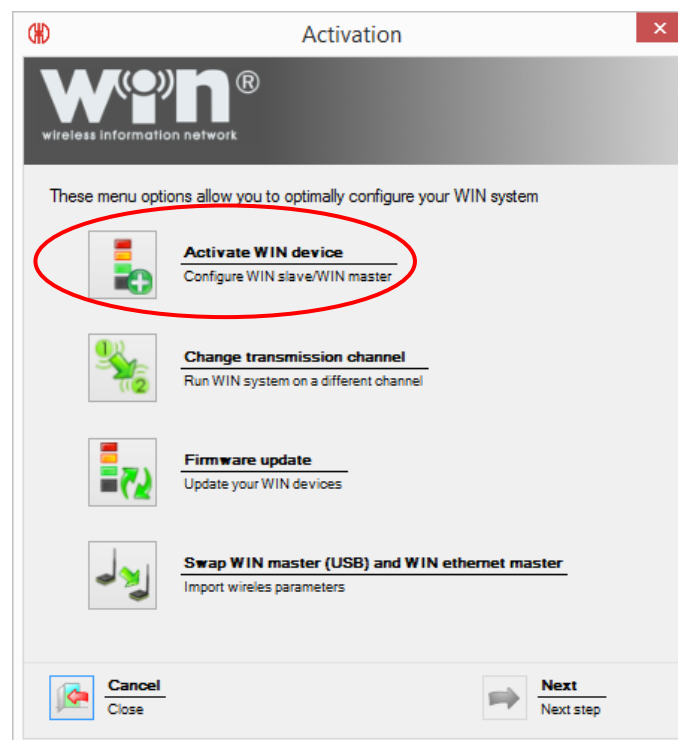 Activation
WIN®
wireless information network
These menu options allow you to optimally configure your WIN system
Activate WIN device
Configure WIN slave/WIN master
1
2
Change transmission channel
Run WIN system on a different channel
Firmware update
Update your WIN devices
Swap WIN master (USB) and WIN ethernet master
Import wireles parameters
Cancel
Close
Next
Next step